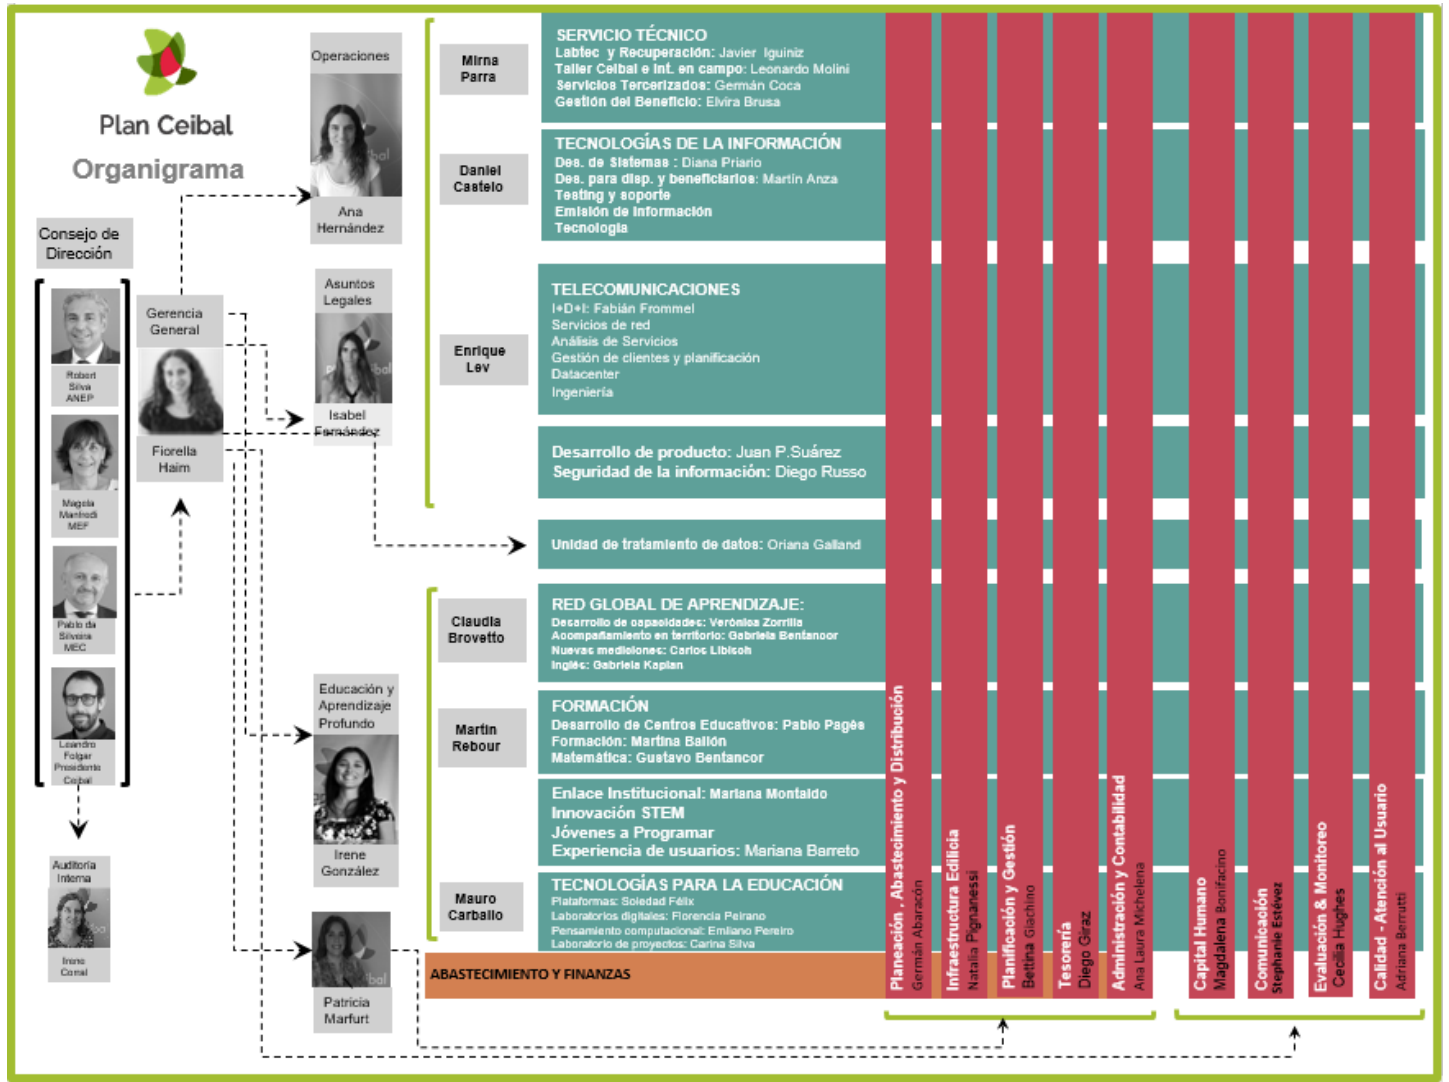 Plan Ceibal
Organigrama
Consejo de
Dirección
Robert
Silva
ANEP
Magela
Manfredi
MEF
Pablo da
Silveira
MEC
Leandro
Folgar
Presidente
Ceibal
Auditoría
Interna
Irene
Corral
Gerencia
General
Fiorella
Haim
Operaciones
Ana
Hernández
Asuntos
Legales
Isabel
Fernández
Educación y
Aprendizaje
Profundo
Irene
González
Patricia
Marfurt
Mirna
Parra
SERVICIO TÉCNICO
Labtec y Recuperación: Javier Iguiniz
Taller Ceibal e Int. en campo: Leonardo Molini
Servicios Tercerizados: Germán Coca
Gestión del Beneficio: Elvira Brusa
Daniel
Castelo
TECNOLOGÍAS DE LA INFORMACIÓN
Des. de Sistemas : Diana Priario
Des. para disp. y beneficiarios: Martín Anza
Testing y soporte
Emisión de Información
Tecnología
Enrique
Lev
TELECOMUNICACIONES
I+D+I: Fabián Frommel
Servicios de red
Análisis de Servicios
Gestión de clientes y planificación
Datacenter
Ingeniería
Desarrollo de producto: Juan P.Suárez
Seguridad de la información: Diego Russo
Unidad de tratamiento de datos: Oriana Galland
Claudia
Brovetto
RED GLOBAL DE APRENDIZAJE:
Desarrollo de capacidades: Verónica Zorrilla
Acompañamiento en territorio: Gabriela Bentancor
Nuevas mediciones: Carlos Libisch
Inglés: Gabriela Kaplan
Martín
Rebour
FORMACIÓN
Desarrollo de Centros Educativos: Pablo Pagés
Formación: Martina Bailón
Matemática: Gustavo Bentancor
Enlace Institucional: Mariana Montaldo
Innovación STEM
Jóvenes a Programar
Experiencia de usuarios: Mariana Barreto
Mauro
Carballo
TECNOLOGÍAS PARA LA EDUCACIÓN
Plataformas: Soledad Félix
Laboratorios digitales: Florencia Peirano
Pensamiento computacional: Emiliano Pereiro
Laboratorio de proyectos: Carina Silva
ABASTECIMIENTO Y FINANZAS
Planeación , Abastecimiento y Distribución
Germán Abaracón
Infraestructura Edilicia
Natalia Pignanessi
Planificación y Gestión
Bettina Giachino
Tesorería
Diego Giraz
Administración y Contabilidad
Ana Laura Michelena
Capital Humano
Magdalena Bonifacino
Comunicación
Stephanie Estévez
Evaluación & Monitoreo
Cecilia Hughes
Calidad - Atención al Usuario
Adriana Berrutti